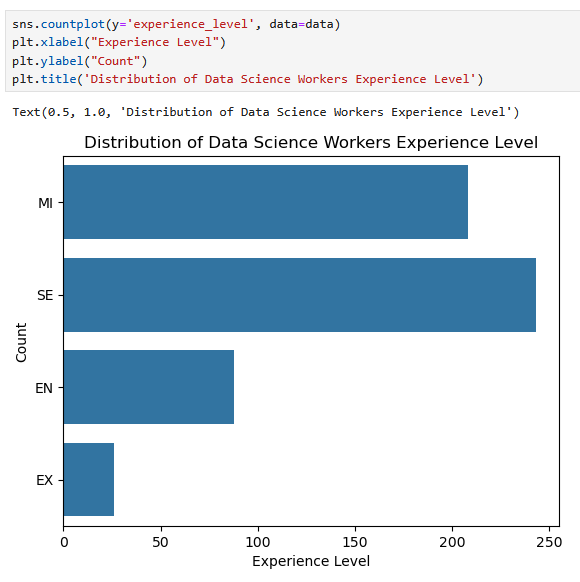 sns.countplot(y='experience_level', data=data)
plt.xlabel("Experience Level")
plt.ylabel("Count")
plt.title('Distribution of Data Science Workers Experience Level')
Text(0.5, 1.0, 'Distribution of Data Science Workers Experience Level')
Distribution of Data Science Workers Experience Level
MI
SE
EN
EX
Count
0 50 100 150 200 250
Experience Level